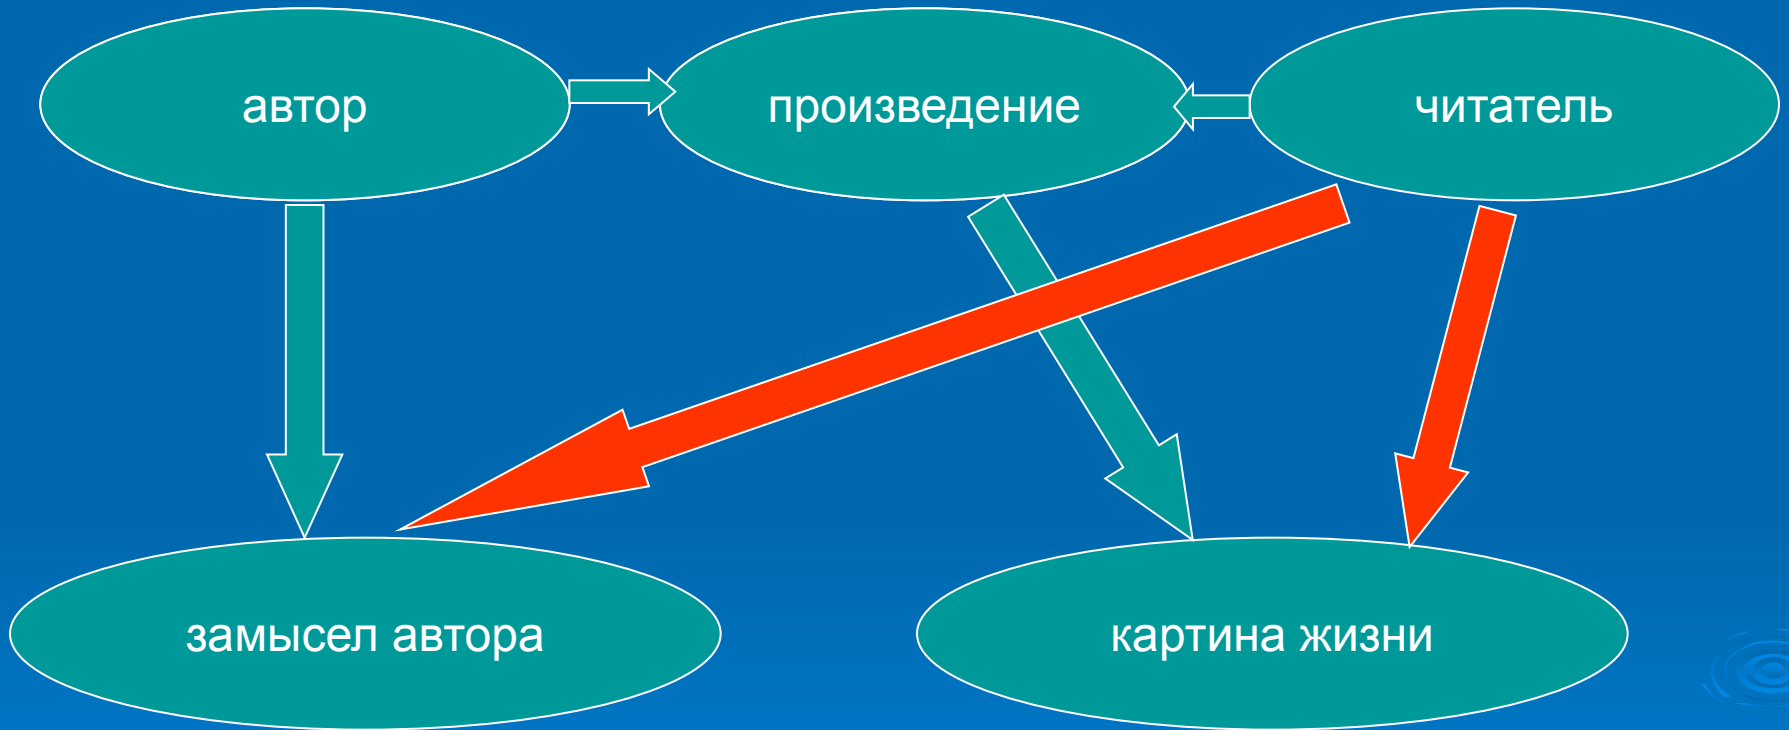 автор
произведение
читатель
замысел автора
картина жизни